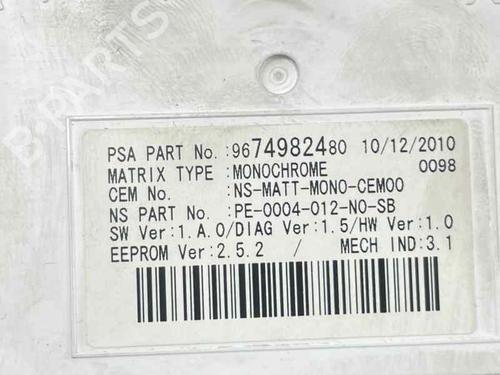 PSA PART No.:9674982480 10/12/2010
MATRIX TYPE :MONOCHROME 0098
CEM No. :NS-MATT-MONO-CEM00
NS PART No. :PE-0004-012-NO-SB
SW Ver:1.A.0/DIAG Ver:1.5/HW Ver:1.0
EEPROM Ver:2.5.2 / MECH IND:3.1
B-PARTS